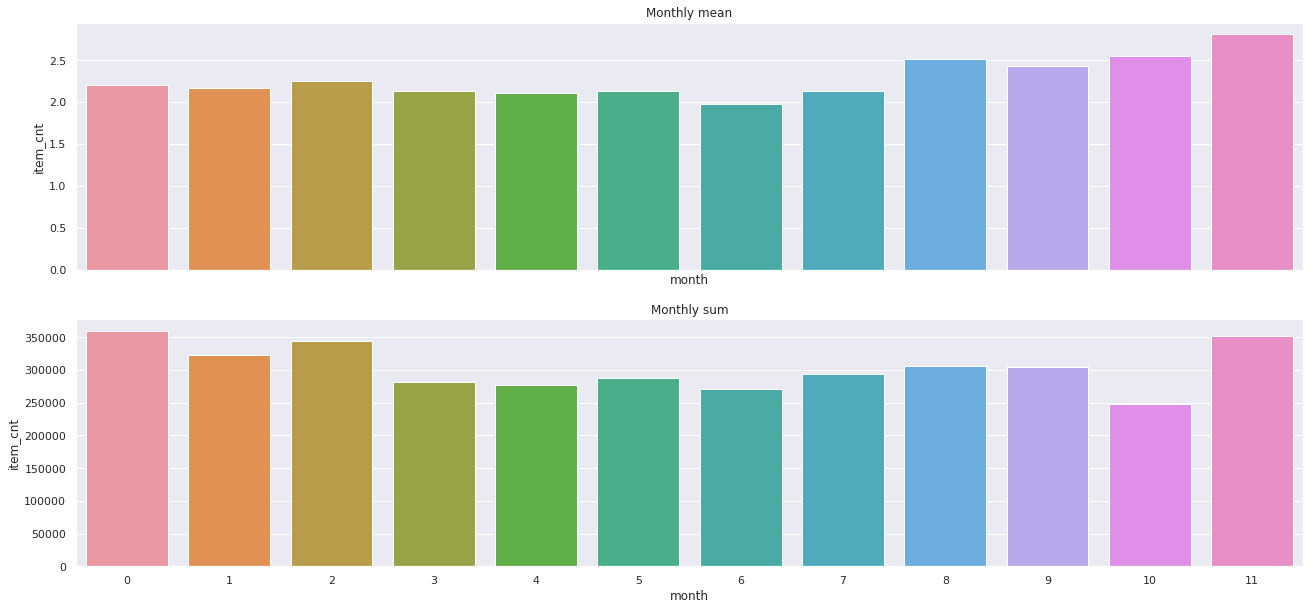 Monthly mean
2.5
2.0
1.5
1.0
0.5
0.0
item_cnt
month
Monthly sum
350000
300000
250000
200000
150000
100000
50000
0
item_cnt
0 1 2 3 4 5 6 7 8 9 10 11
month